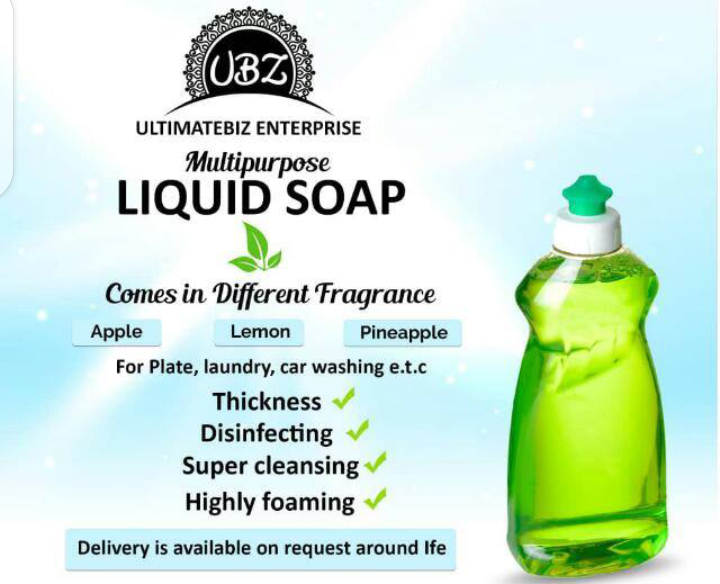 UBZ
ULTIMATEBIZ ENTERPRISE
Multipurpose
LIQUID SOAP
Comes in Different Fragrance
Apple Lemon Pineapple
For Plate, laundry, car washing e.t.c
Thickness
Disinfecting
Super cleansing
Highly foaming
Delivery is available on request around Ife